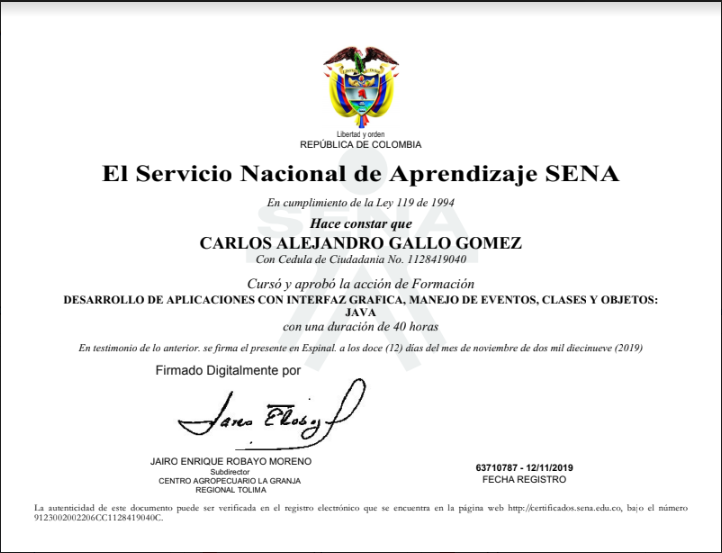 Libertad y orden
REPÚBLICA DE COLOMBIA
El Servicio Nacional de Aprendizaje SENA
En cumplimiento de la Ley 119 de 1994
SENA
Hace constar que
CARLOS ALEJANDRO GALLO GOMEZ
Con Cedula de Ciudadania No. 1128419040
Cursó y aprobó la acción de Formación
DESARROLLO DE APLICACIONES CON INTERFAZ GRAFICA, MANEJO DE EVENTOS, CLASES Y OBJETOS:
JAVA
con una duración de 40 horas
En testimonio de lo anterior. se firma el presente en Espinal. a los doce (12) días del mes de noviembre de dos mil diecinueve (2019)
Firmado Digitalmente por
JAIRO ENRIQUE ROBAYO MORENO
Subdirector
CENTRO AGROPECUARIO LA GRANJA
REGIONAL TOLIMA
63710787 - 12/11/2019
FECHA REGISTRO
La autenticidad de este documento puede ser verificada en el registro electrónico que se encuentra en la página web http://certificados.sena.edu.co, bajo el número
9123002002206CC1128419040C.